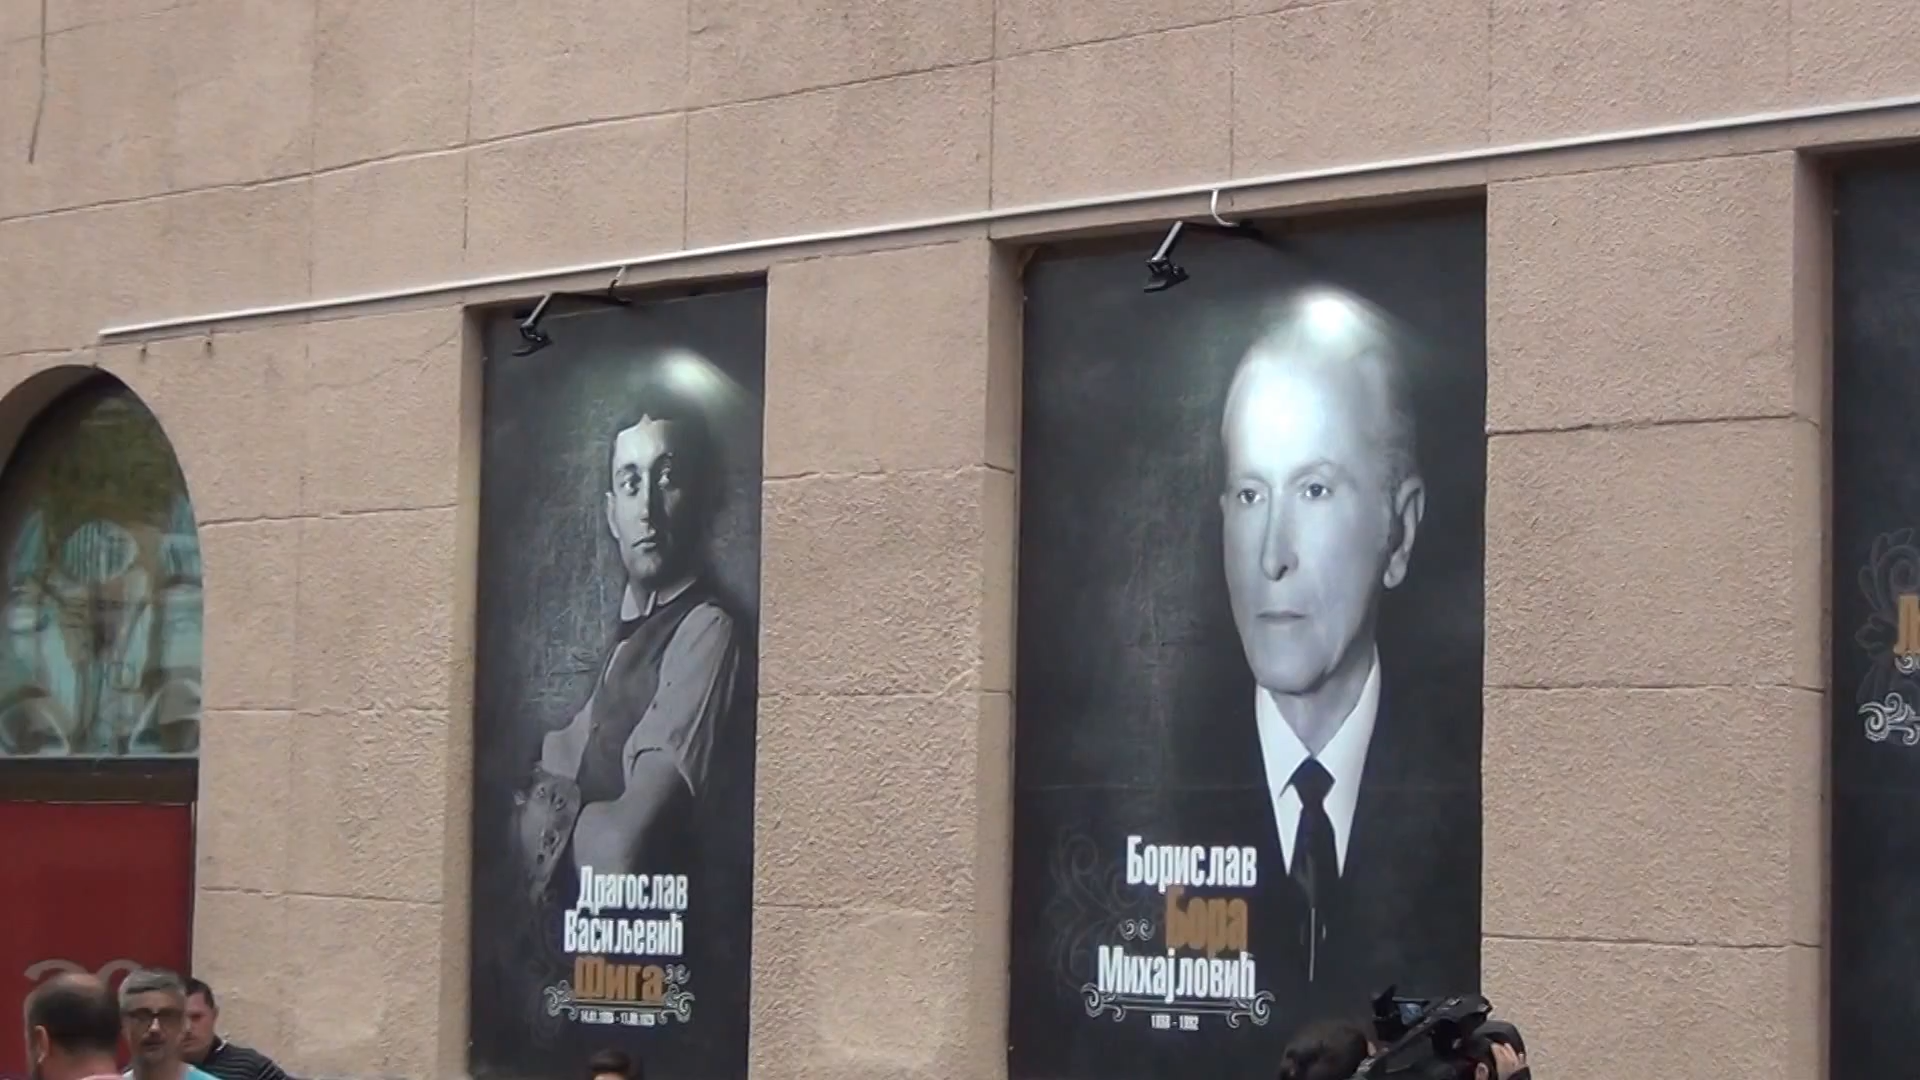 Драгослав
Васиљевић
Шига
Борислав
Бора
Михајловић